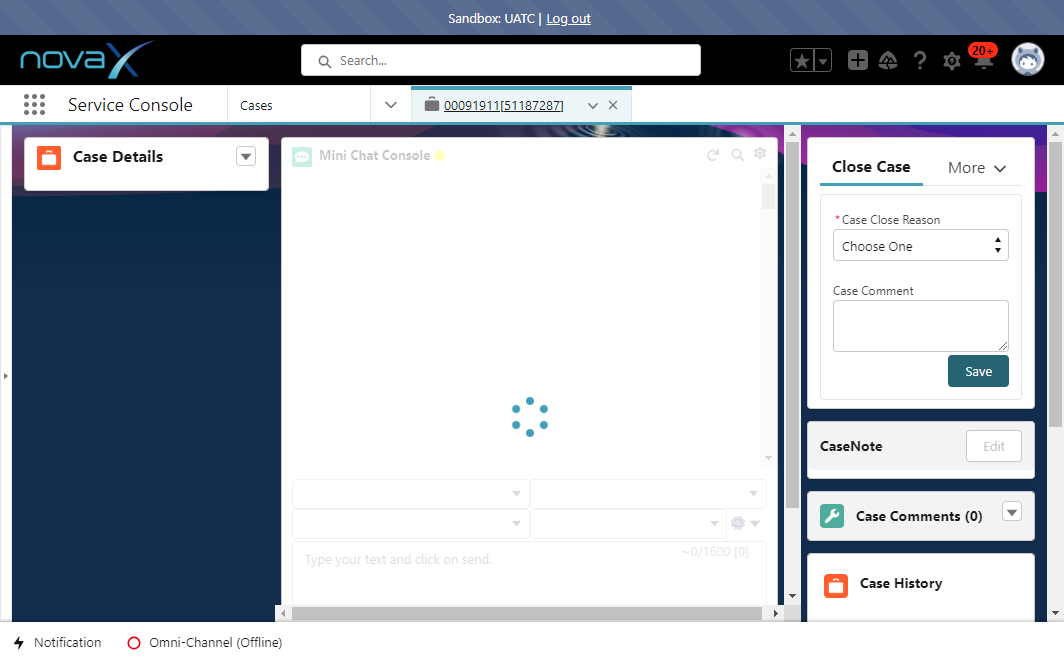 Sandbox: UATC | Log out
novaX
Search...
20+
Service Console
Cases
00091911[51187287]
Case Details
Mini Chat Console
Type your text and click on send.
~0/1600 [0]
Close Case
More
* Case Close Reason
Choose One
Case Comment
Save
CaseNote
Edit
Case Comments (0)
Case History
Notification
Omni-Channel (Offline)